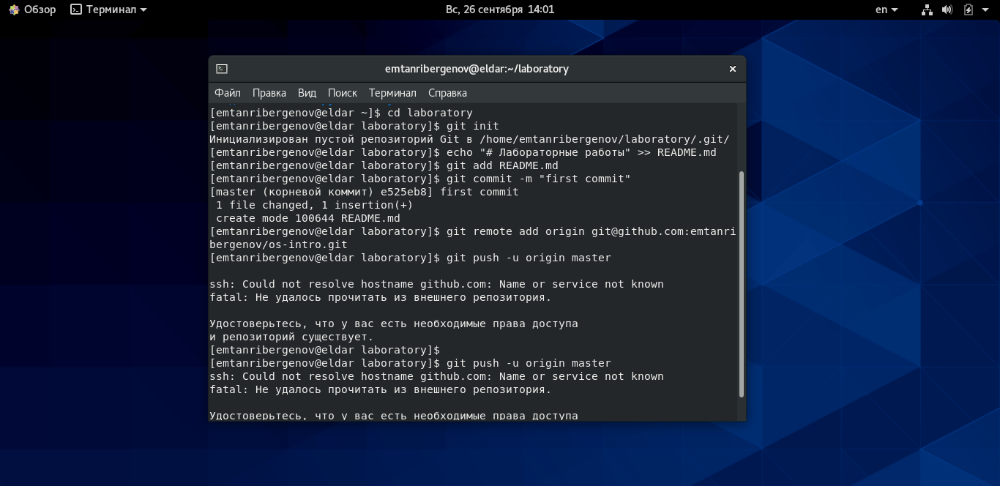 Обзор Терминал Вс, 26 сентября 14:01 en
emtanribergenov@eldar:~/laboratory
Файл Правка Вид Поиск Терминал Справка
[emtanribergenov@eldar ~]$ cd laboratory
[emtanribergenov@eldar laboratory]$ git init
Инициализирован пустой репозиторий Git в /home/emtanribergenov/laboratory/.git/
[emtanribergenov@eldar laboratory]$ echo "# Лабораторные работы" >> README.md
[emtanribergenov@eldar laboratory]$ git add README.md
[emtanribergenov@eldar laboratory]$ git commit -m "first commit"
[master (корневой коммит) e525eb8] first commit
 1 file changed, 1 insertion(+)
 create mode 100644 README.md
[emtanribergenov@eldar laboratory]$ git remote add origin git@github.com:emtanri
bergenov/os-intro.git
[emtanribergenov@eldar laboratory]$ git push -u origin master
ssh: Could not resolve hostname github.com: Name or service not known
fatal: Не удалось прочитать из внешнего репозитория.
Удостоверьтесь, что у вас есть необходимые права доступа
и репозиторий существует.
[emtanribergenov@eldar laboratory]$
[emtanribergenov@eldar laboratory]$ git push -u origin master
ssh: Could not resolve hostname github.com: Name or service not known
fatal: Не удалось прочитать из внешнего репозитория.
Удостоверьтесь, что у вас есть необходимые права доступа